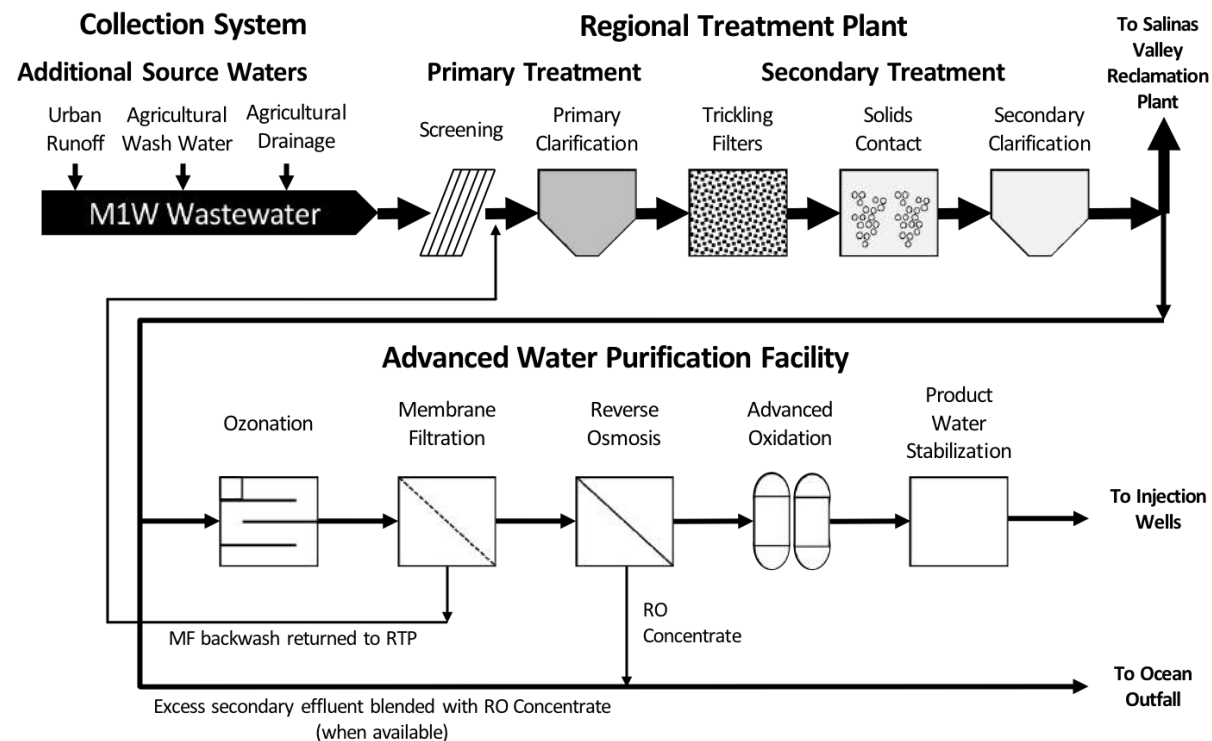 Collection System
Additional Source Waters
Urban
Runoff
Agricultural
Wash Water
Agricultural
Drainage
M1W Wastewater
Regional Treatment Plant
Primary Treatment
Secondary Treatment
Screening
Primary
Clarification
Trickling
Filters
Solids
Contact
Secondary
Clarification
To Salinas
Valley
Reclamation
Plant
Advanced Water Purification Facility
Ozonation
Membrane
Filtration
Reverse
Osmosis
Advanced
Oxidation
Product
Water
Stabilization
To Injection
Wells
MF backwash returned to RTP
RO
Concentrate
To Ocean
Outfall
Excess secondary effluent blended with RO Concentrate
(when available)